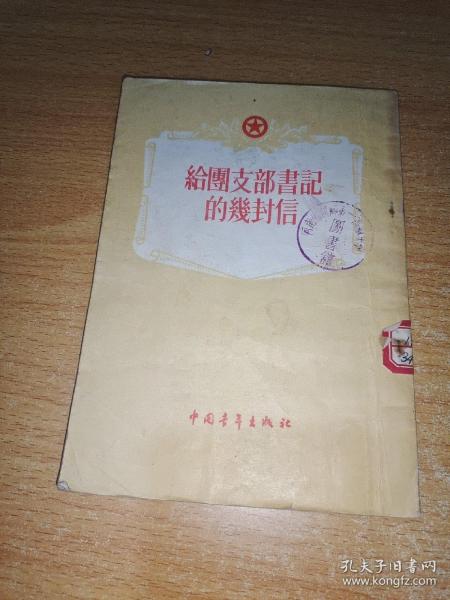 給團支部書記
的幾封信
圖書館
中国青年出版社
孔夫子旧书网
www.kongfz.com